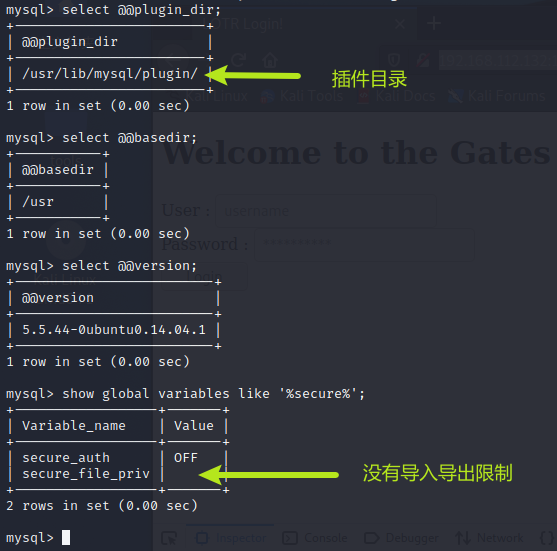 mysql> select @@plugin_dir;
+------------------------+
| @@plugin_dir           |
+------------------------+
| /usr/lib/mysql/plugin/ |
+------------------------+
1 row in set (0.00 sec)
插件目录
mysql> select @@basedir;
+-----------+
| @@basedir |
+-----------+
| /usr      |
+-----------+
1 row in set (0.00 sec)
mysql> select @@version;
+-------------------------+
| @@version               |
+-------------------------+
| 5.5.44-0ubuntu0.14.04.1 |
+-------------------------+
1 row in set (0.00 sec)
mysql> show global variables like '%secure%';
+------------------+-------+
| Variable_name    | Value |
+------------------+-------+
| secure_auth      | OFF   |
| secure_file_priv |       |
+------------------+-------+
2 rows in set (0.00 sec)
没有导入导出限制
mysql>
Kali Tools
Kali Docs
Kali Forums
Welcome to the Gates
User :
username
Password :
Inspector
Console
Debugger
Network